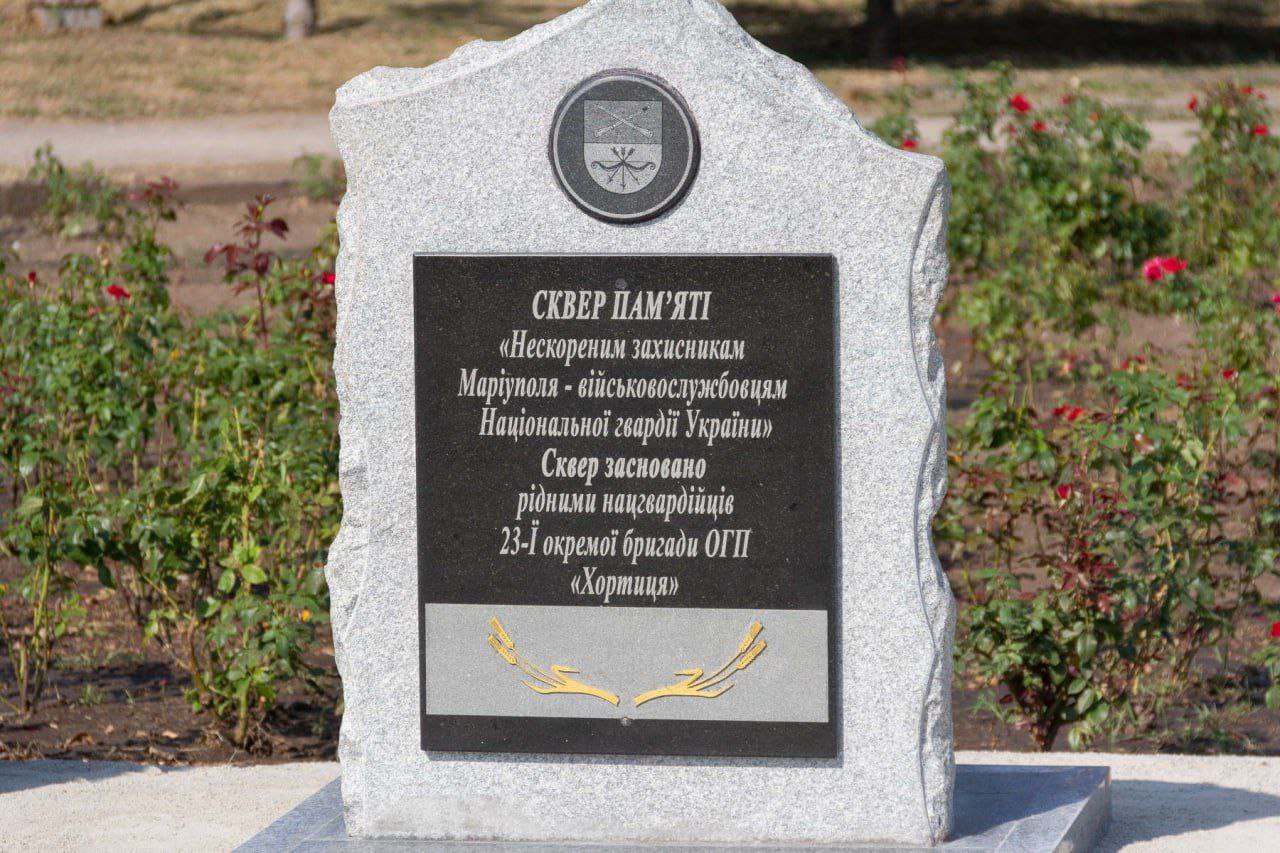 СКВЕР ПАМ’ЯТІ
«Нескореним захисникам
Маріуполя - військовослужбовцям
Національної гвардії України»
Сквер засновано
рідними нацгвардійців
23-Ї окремої бригади ОГП
«Хортиця»